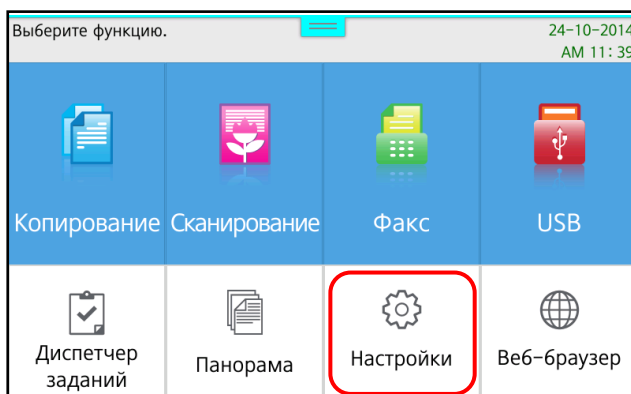 Выберите функцию.
24-10-2014
AM 11:39
Копирование
Сканирование
Факс
USB
Диспетчер
заданий
Панорама
Настройки
Веб-браузер